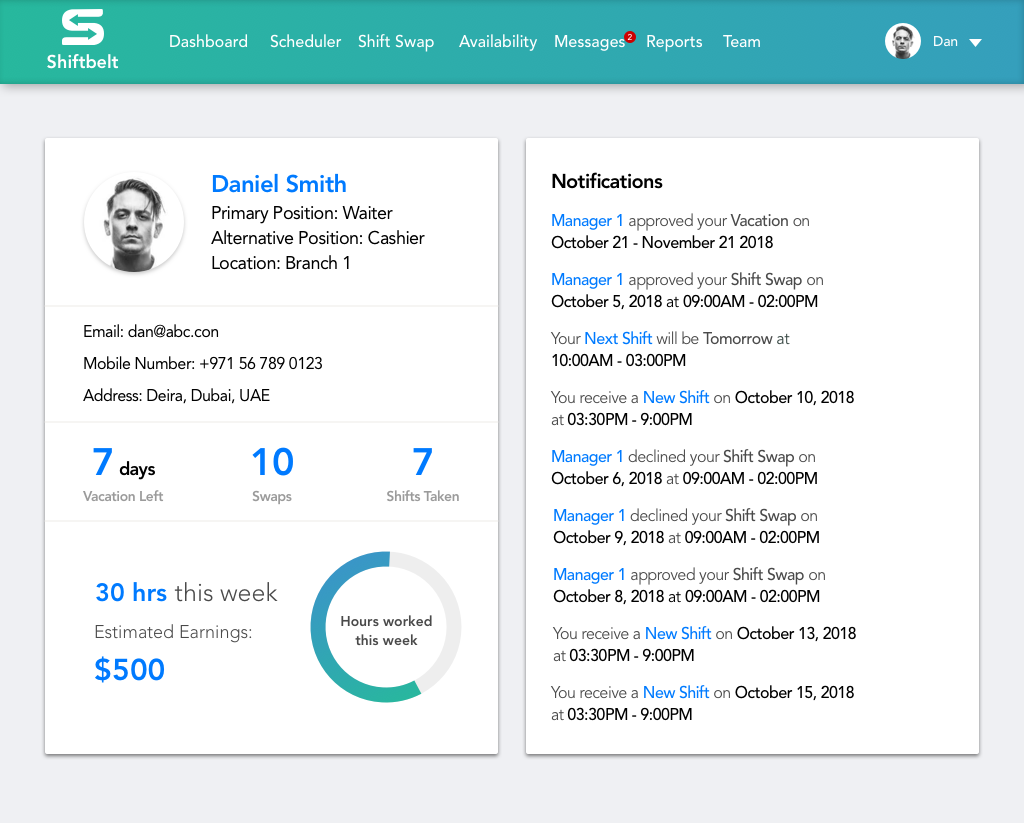 Shiftbelt
Dashboard Scheduler Shift Swap Availability Messages 2 Reports Team
Dan
Daniel Smith
Primary Position: Waiter
Alternative Position: Cashier
Location: Branch 1
Email: dan@abc.con
Mobile Number: +971 56 789 0123
Address: Deira, Dubai, UAE
7 days
Vacation Left
10
Swaps
7
Shifts Taken
30 hrs this week
Estimated Earnings:
$500
Hours worked
this week
Notifications
Manager 1 approved your Vacation on
October 21 - November 21 2018
Manager 1 approved your Shift Swap on
October 5, 2018 at 09:00AM - 02:00PM
Your Next Shift will be Tomorrow at
10:00AM - 03:00PM
You receive a New Shift on October 10, 2018
at 03:30PM - 9:00PM
Manager 1 declined your Shift Swap on
October 6, 2018 at 09:00AM - 02:00PM
Manager 1 declined your Shift Swap on
October 9, 2018 at 09:00AM - 02:00PM
Manager 1 approved your Shift Swap on
October 8, 2018 at 09:00AM - 02:00PM
You receive a New Shift on October 13, 2018
at 03:30PM - 9:00PM
You receive a New Shift on October 15, 2018
at 03:30PM - 9:00PM